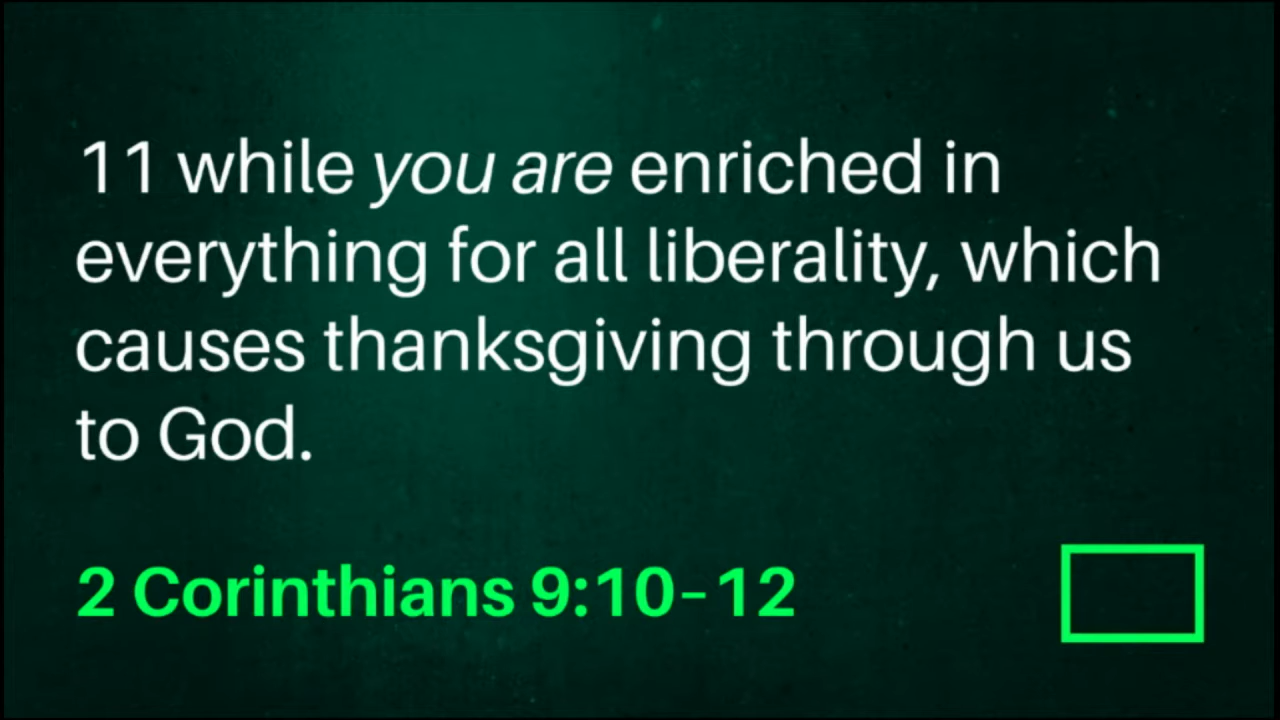 11 while you are enriched in
everything for all liberality, which
causes thanksgiving through us
to God.
2 Corinthians 9:10–12